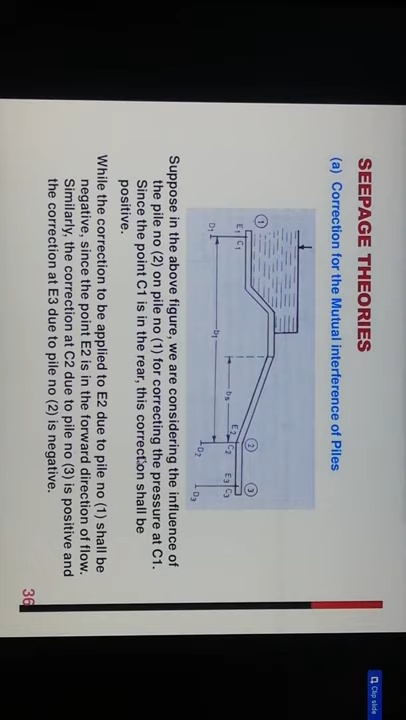 SEEPAGE THEORIES
(a) Correction for the Mutual Interference of Piles
1
E1 C1
D1
b1
bs
2
E2 C2
D2
3
E3 C3
D3
Suppose in the above figure, we are considering the influence of
the pile no (2) on pile no (1) for correcting the pressure at C1.
Since the point C1 is in the rear, this correction shall be
positive.
While the correction to be applied to E2 due to pile no (1) shall be
negative, since the point E2 is in the forward direction of flow.
Similarly, the correction at C2 due to pile no (3) is positive and
the correction at E3 due to pile no (2) is negative.
36
Clip slide